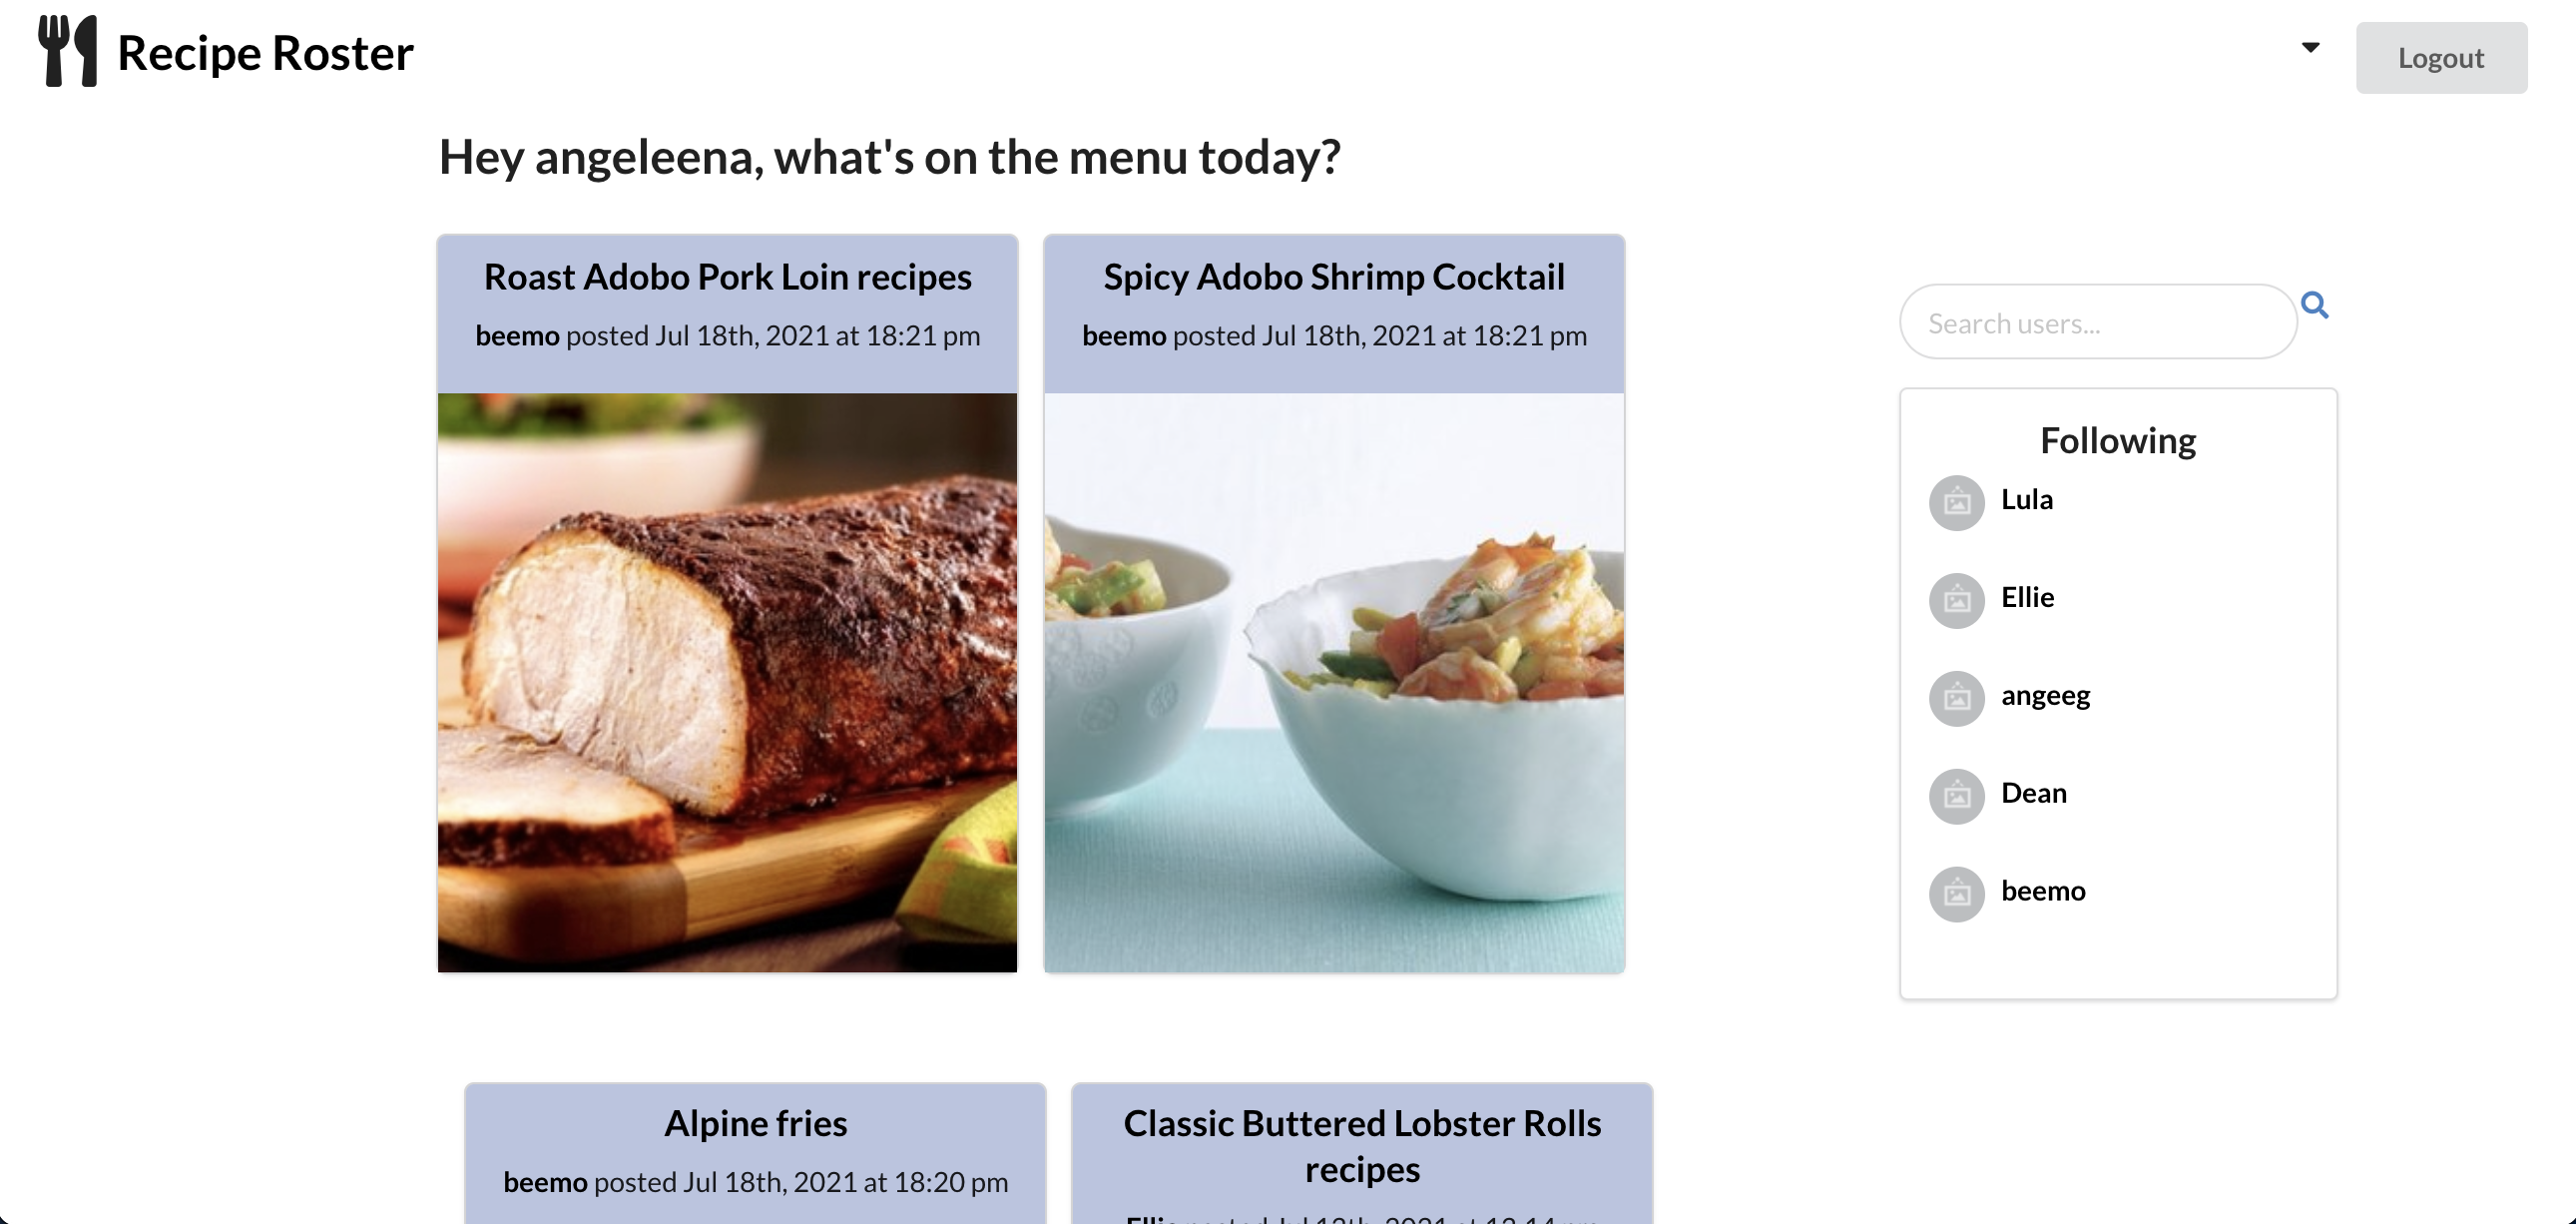 Recipe Roster
Logout
Hey angeleena, what's on the menu today?
Roast Adobo Pork Loin recipes
beemo posted Jul 18th, 2021 at 18:21 pm
Spicy Adobo Shrimp Cocktail
beemo posted Jul 18th, 2021 at 18:21 pm
Search users...
Following
Lula
Ellie
angeeg
Dean
beemo
Alpine fries
beemo posted Jul 18th, 2021 at 18:20 pm
Classic Buttered Lobster Rolls
recipes
Ellie posted Jul